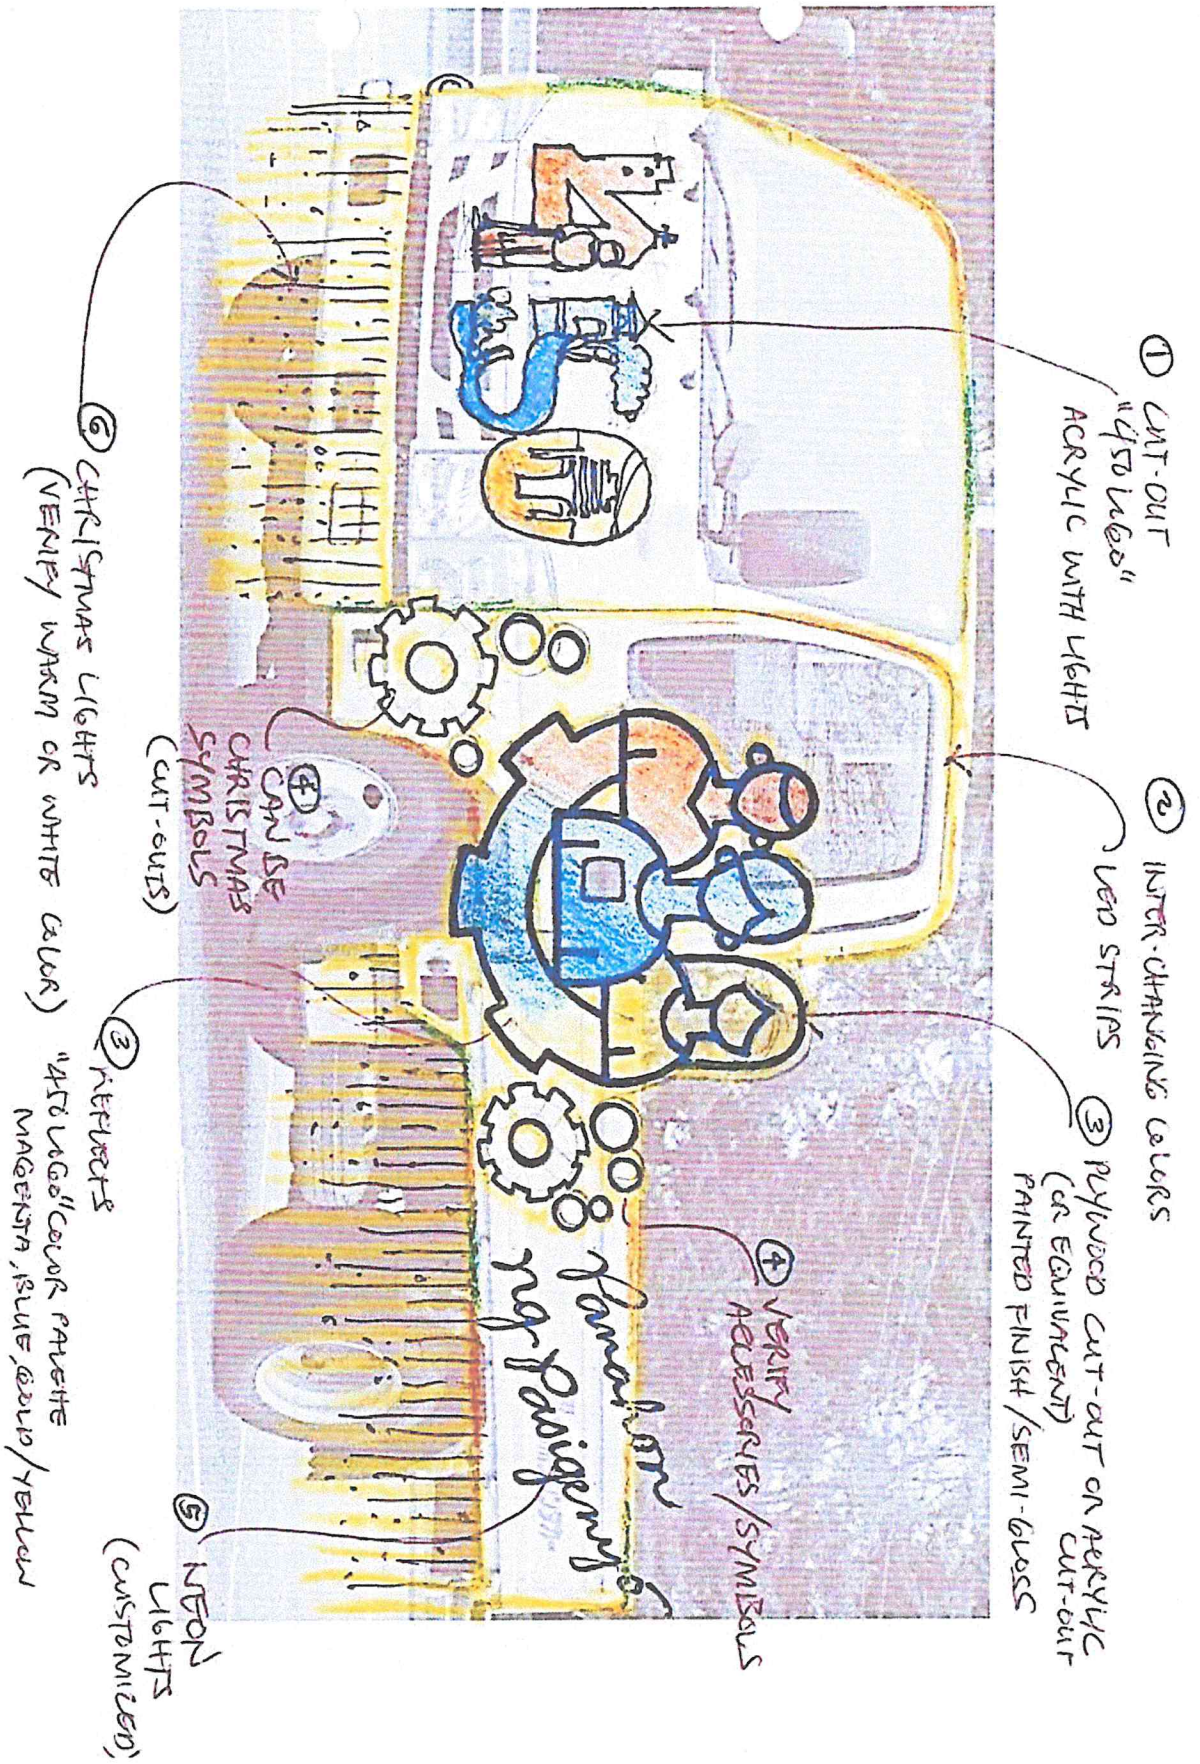 ① CUT-OUT
"450 LOGO"
ACRYLIC WITH LIGHTS
② INTER-CHANGING COLORS
LED STRIPS
③ PLYWOOD CUT-OUT OR ACRYLIC
(OR EQUIVALENT) CUT-OUT
PAINTED FINISH/SEMI-GLOSS
④ VERIFY
ACCESSORIES/SYMBOLS
450
ng Pasigueny
④
CAN BE
CHRISTMAS
SYMBOLS
(CUT-OUTS)
⑥ CHRISTMAS LIGHTS
(VERIFY WARM OR WHITE COLOR)
③ REFLECTS
"450 LOGO" COLOR PALETTE
MAGENTA, BLUE, GOLD/YELLOW
⑤ NEON
LIGHTS
(CUSTOMIZED)